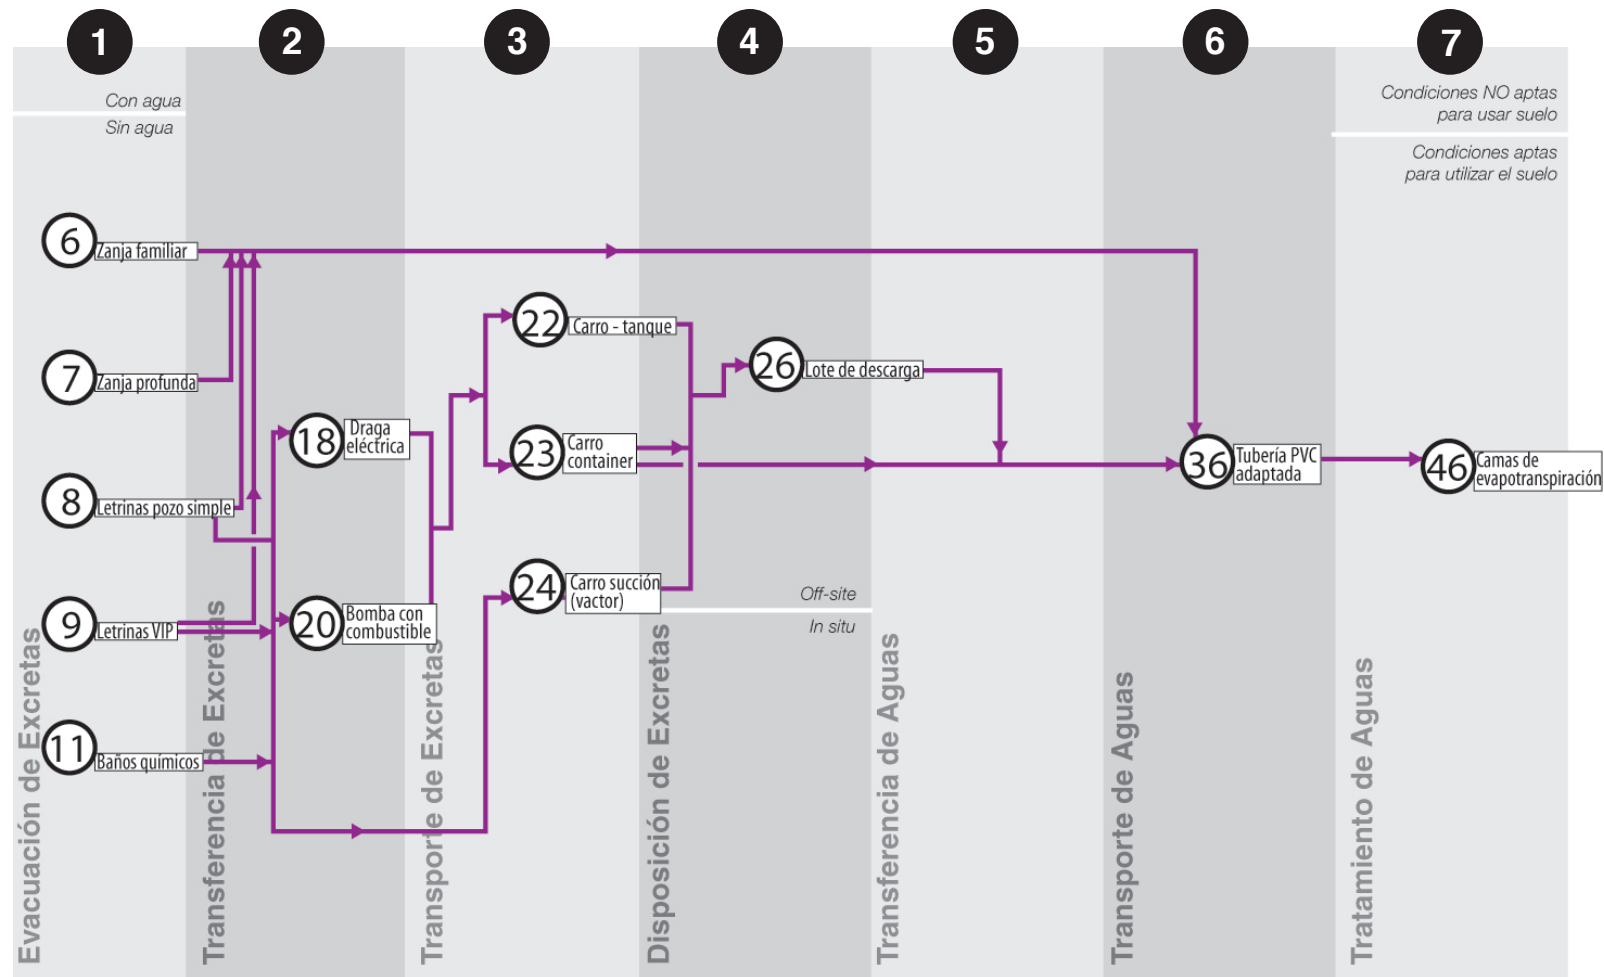 1
2
3
4
5
6
7
Con agua
Sin agua
Condiciones NO aptas
para usar suelo
Condiciones aptas
para utilizar el suelo
6
Zanja familiar
7
Zanja profunda
8
Letrinas pozo simple
9
Letrinas VIP
11
Baños químicos
18
Draga
eléctrica
20
Bomba con
combustible
22
Carro - tanque
23
Carro
container
24
Carro succión
(vactor)
26
Lote de descarga
Off-site
In situ
36
Tubería PVC
adaptada
46
Camas de
evapotranspiración
Evacuación de Excretas
Transferencia de Excretas
Transporte de Excretas
Disposición de Excretas
Transferencia de Aguas
Transporte de Aguas
Tratamiento de Aguas